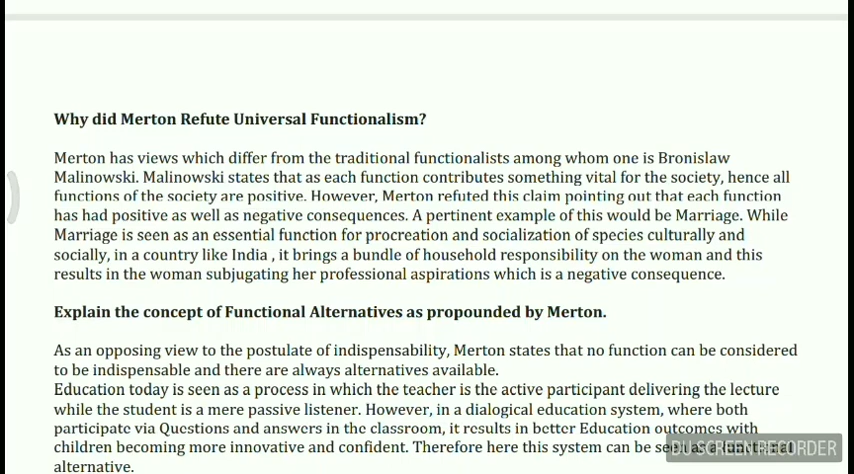 Why did Merton Refute Universal Functionalism?
Merton has views which differ from the traditional functionalists among whom one is Bronislaw
Malinowski. Malinowski states that as each function contributes something vital for the society, hence all
functions of the society are positive. However, Merton refuted this claim pointing out that each function
has had positive as well as negative consequences. A pertinent example of this would be Marriage. While
Marriage is seen as an essential function for procreation and socialization of species culturally and
socially, in a country like India , it brings a bundle of household responsibility on the woman and this
results in the woman subjugating her professional aspirations which is a negative consequence.
Explain the concept of Functional Alternatives as propounded by Merton.
As an opposing view to the postulate of indispensability, Merton states that no function can be considered
to be indispensable and there are always alternatives available.
Education today is seen as a process in which the teacher is the active participant delivering the lecture
while the student is a mere passive listener. However, in a dialogical education system, where both
participate via Questions and answers in the classroom, it results in better Education outcomes with
children becoming more innovative and confident. Therefore here this system can be seen as a functional
alternative.
DU SCREEN RECORDER